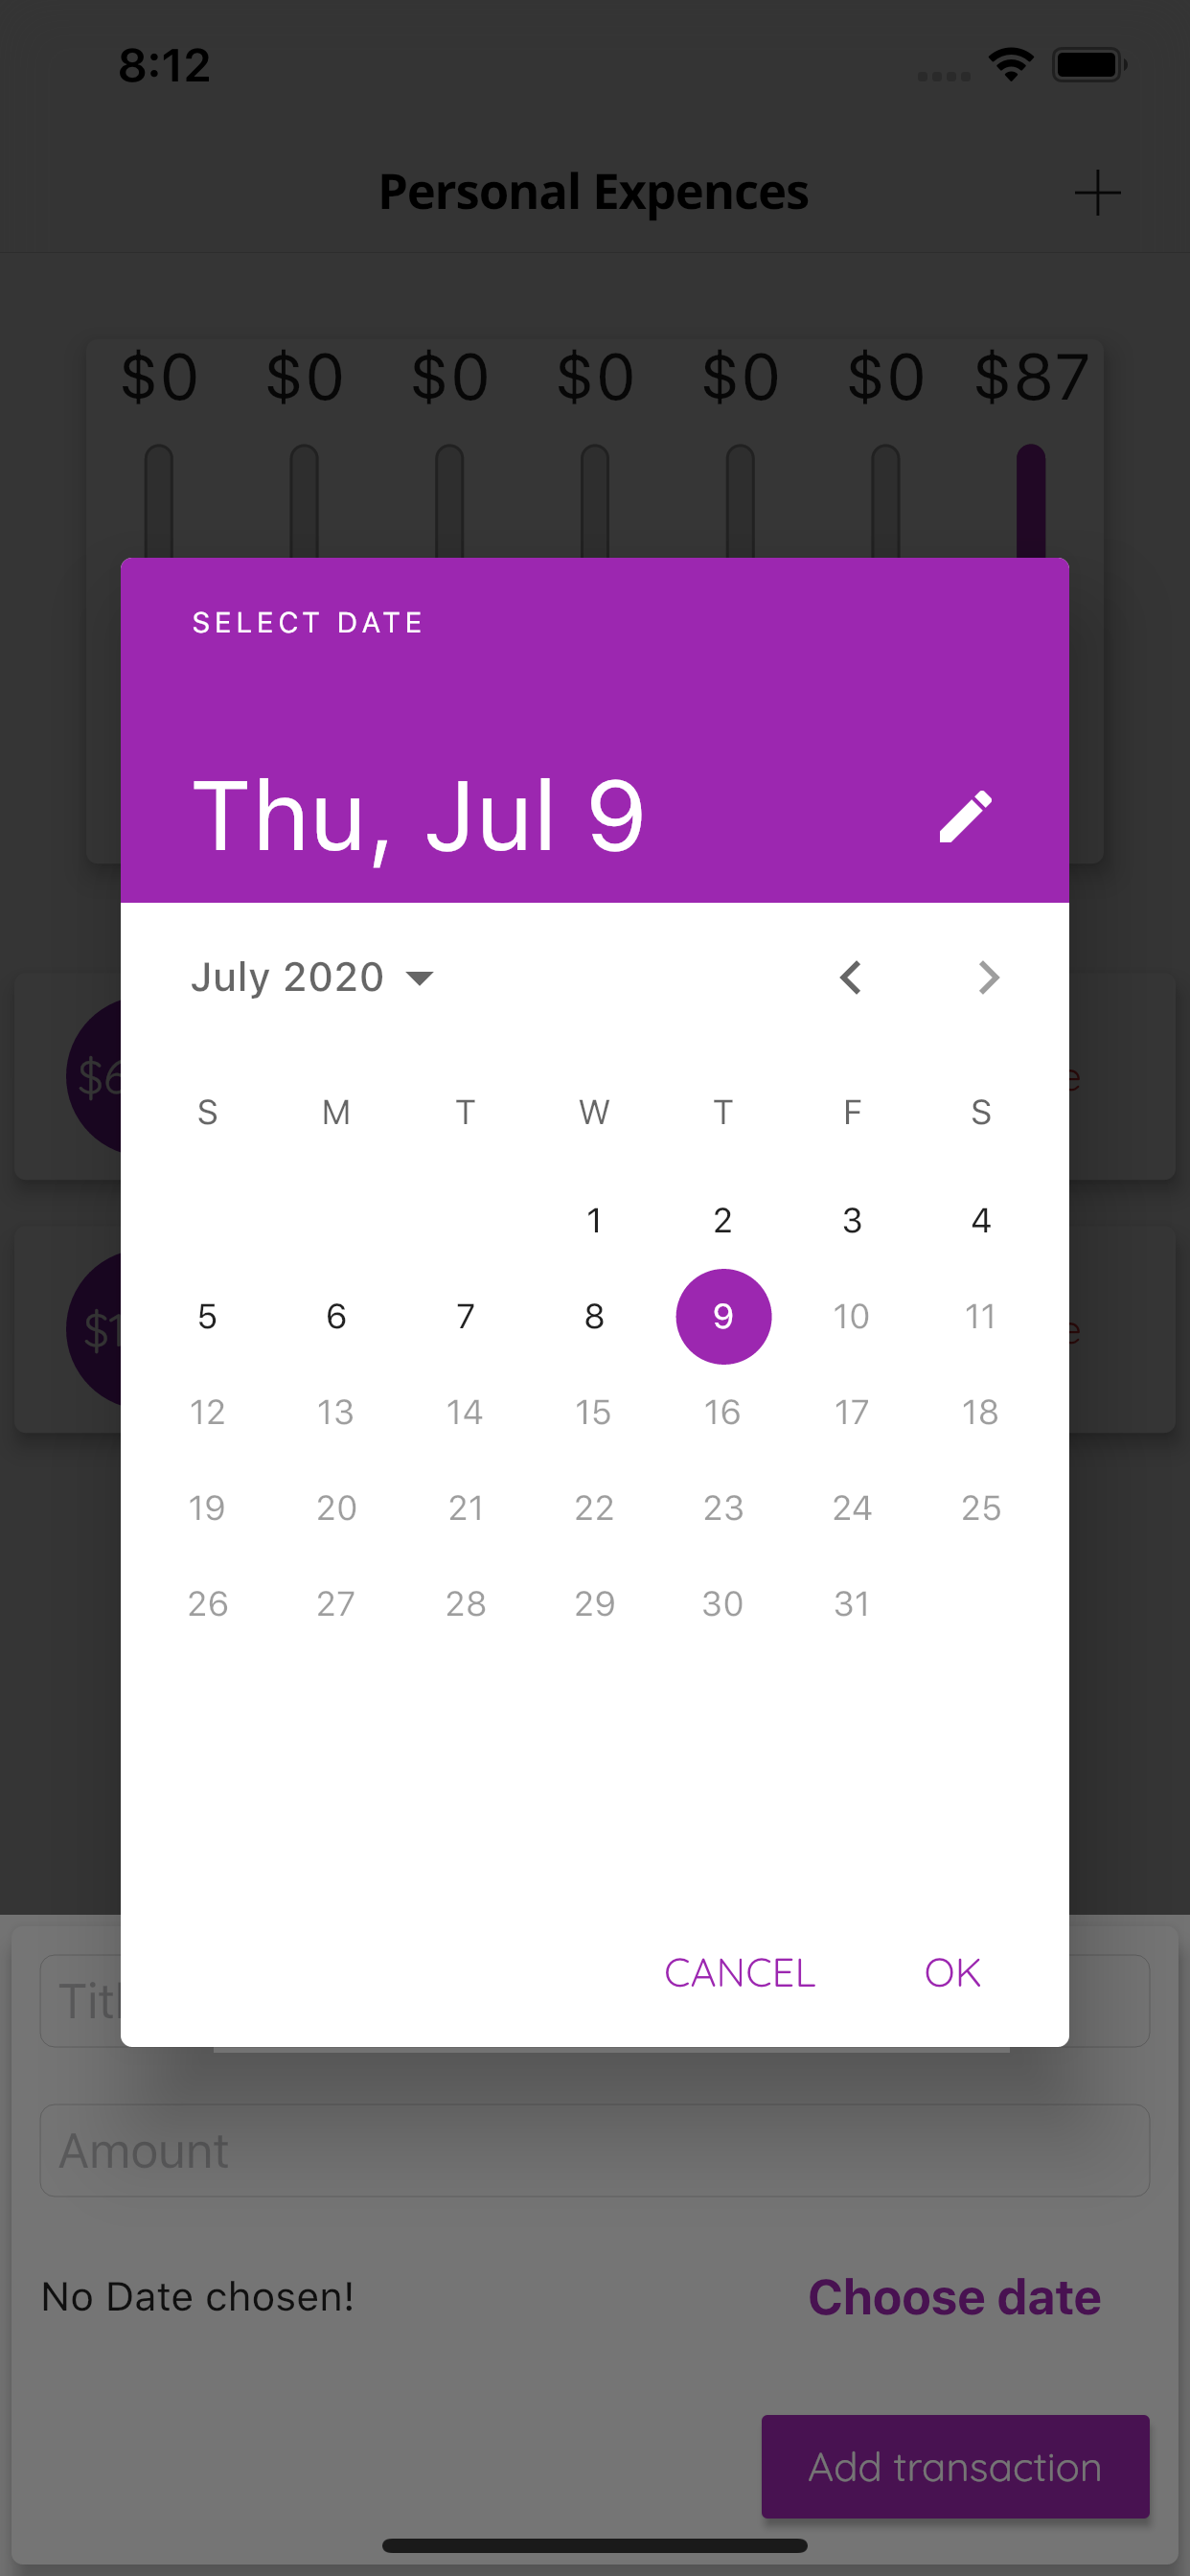 8:12
Personal Expences
$0 $0 $0 $0 $0 $0 $87
SELECT DATE
Thu, Jul 9
July 2020
S M T W T F S
1 2 3 4
5 6 7 8 9 10 11
12 13 14 15 16 17 18
19 20 21 22 23 24 25
26 27 28 29 30 31
CANCEL OK
Amount
No Date chosen! Choose date
Add transaction